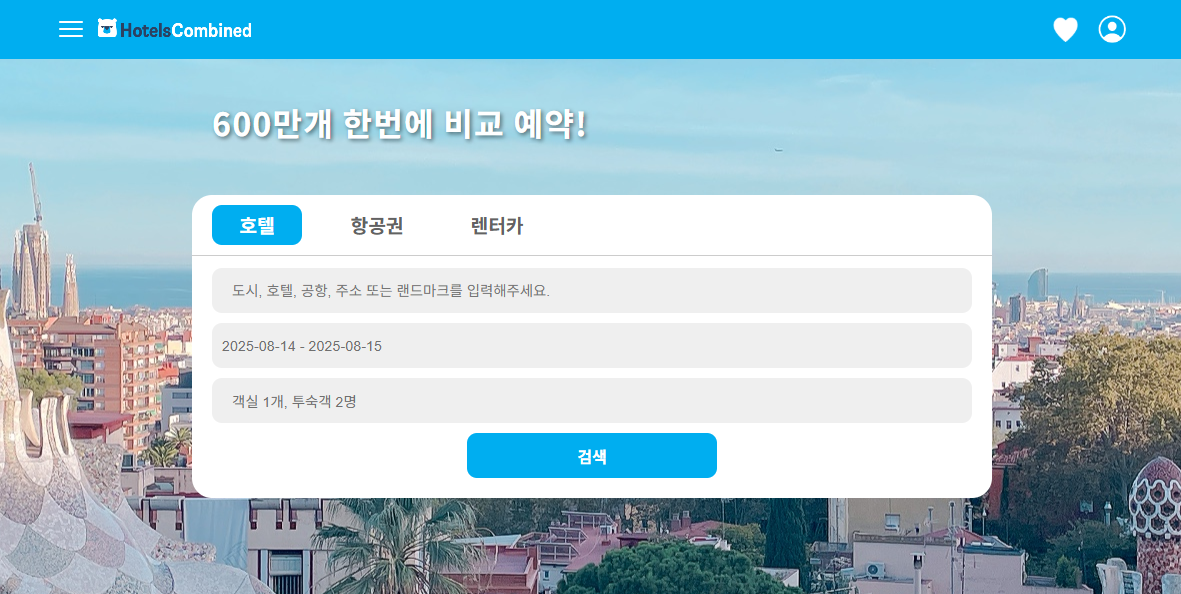 HotelsCombined
600만개 한번에 비교 예약!
호텔 항공권 렌터카
도시, 호텔, 공항, 주소 또는 랜드마크를 입력해주세요.
2025-08-14 - 2025-08-15
객실 1개, 투숙객 2명
검색